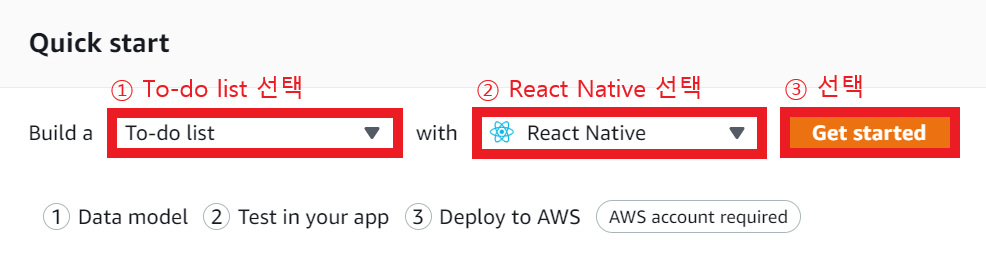 Quick start
① To-do list 선택 ② React Native 선택 ③ 선택
Build a To-do list with React Native Get started
1 Data model 2 Test in your app 3 Deploy to AWS AWS account required